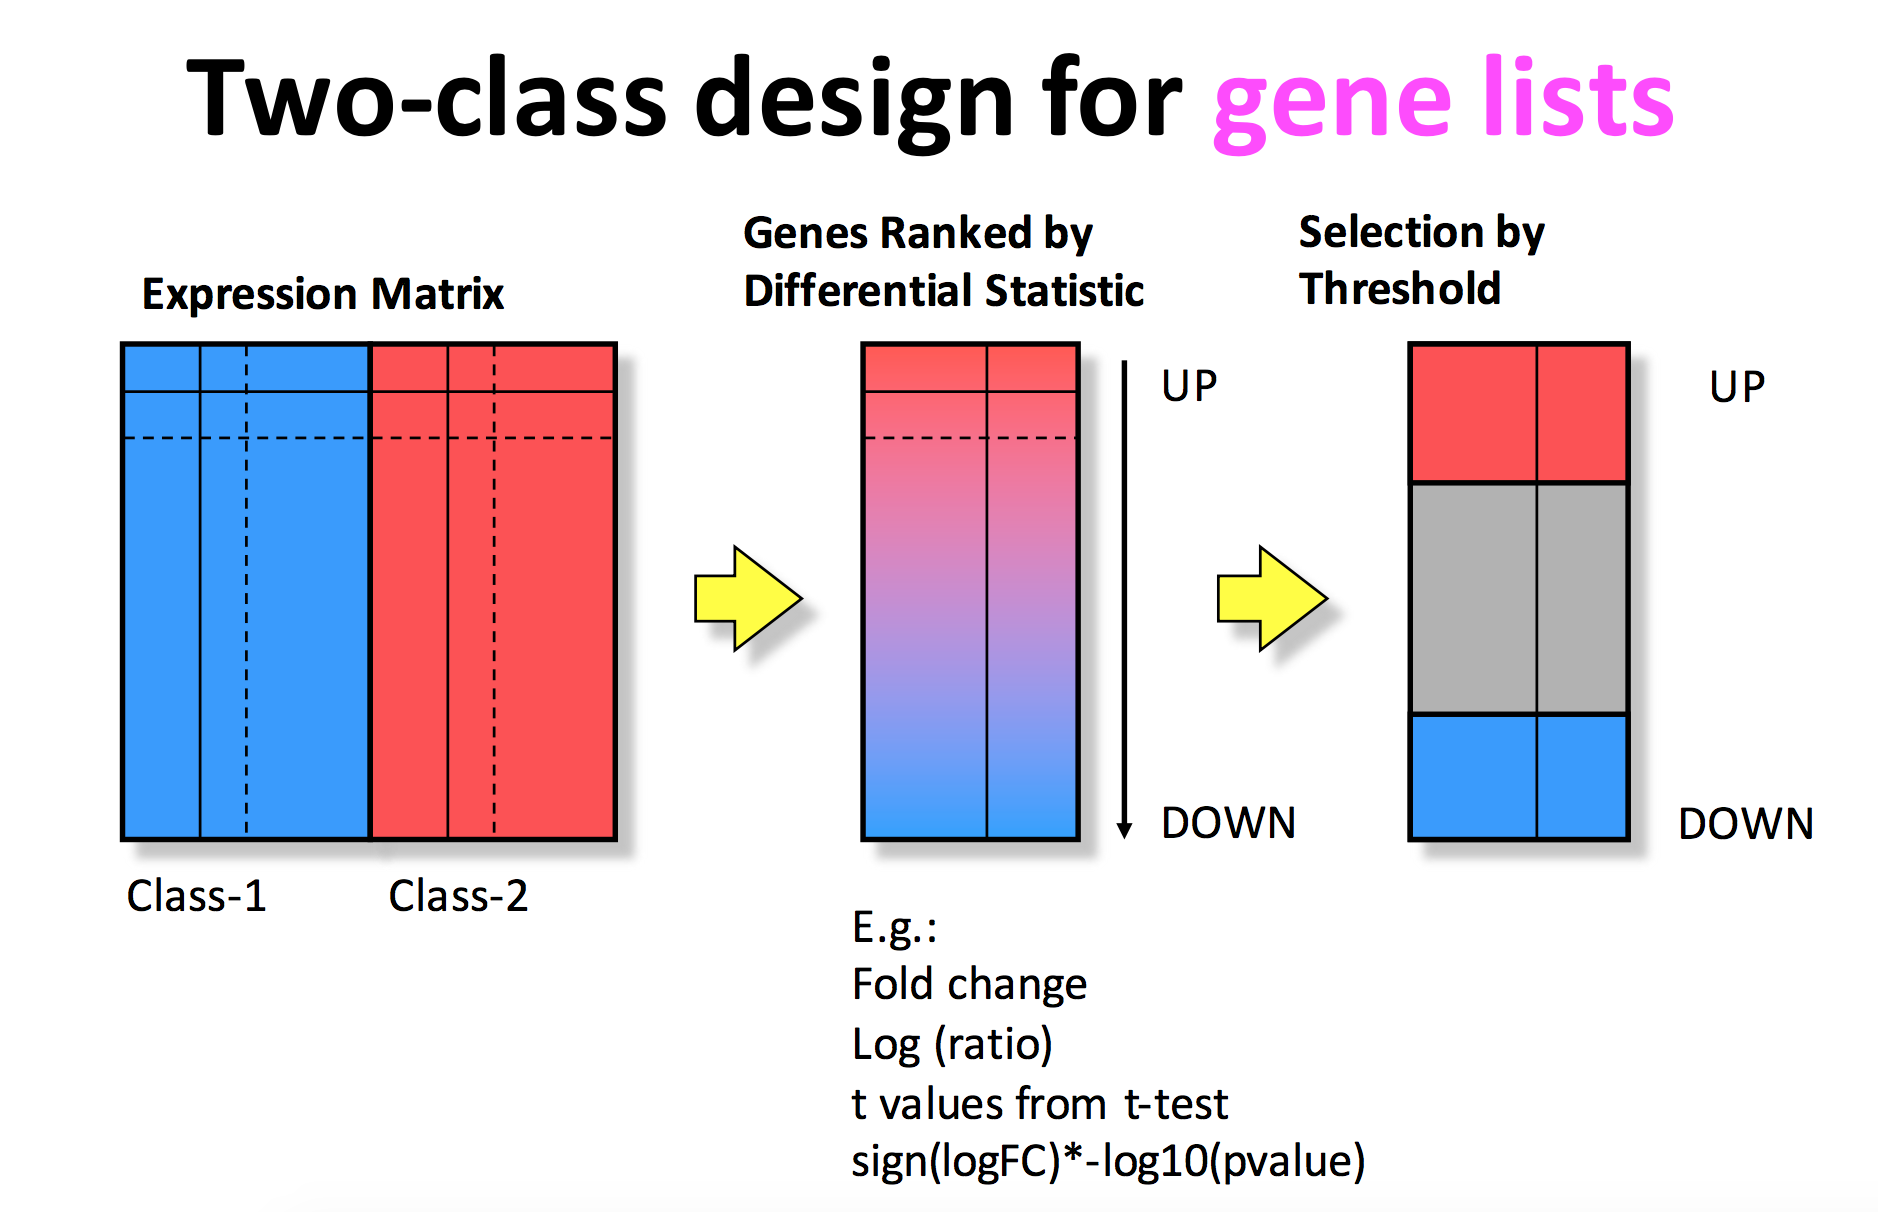 Two-class design for gene lists
Expression Matrix
Class-1
Class-2
Genes Ranked by
Differential Statistic
UP
DOWN
E.g.:
Fold change
Log (ratio)
t values from t-test
sign(logFC)*-log10(pvalue)
Selection by
Threshold
UP
DOWN